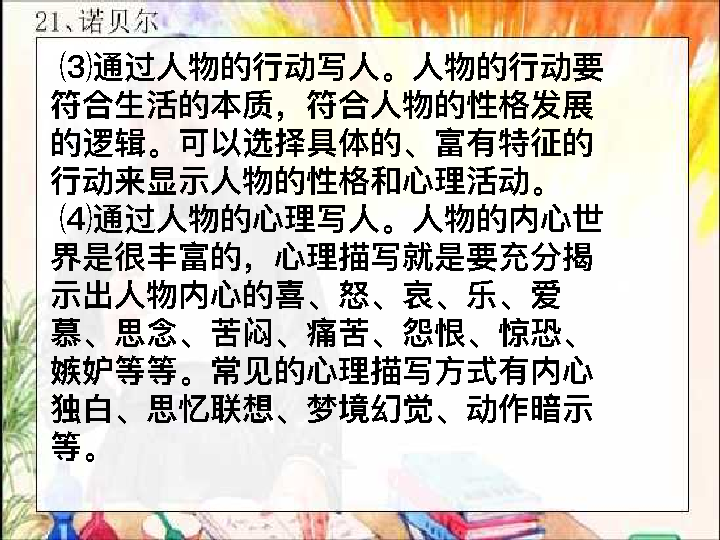 21、诺贝尔
⑶通过人物的行动写人。人物的行动要
符合生活的本质，符合人物的性格发展
的逻辑。可以选择具体的、富有特征的
行动来显示人物的性格和心理活动。
⑷通过人物的心理写人。人物的内心世
界是很丰富的，心理描写就是要充分揭
示出人物内心的喜、怒、哀、乐、爱
慕、思念、苦闷、痛苦、怨恨、惊恐、
嫉妒等等。常见的心理描写方式有内心
独白、思忆联想、梦境幻觉、动作暗示
等。